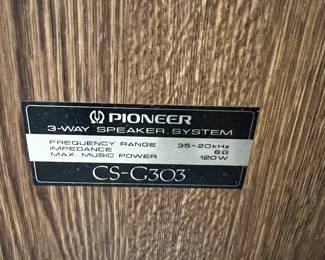 PIONEER
3-WAY SPEAKER SYSTEM
FREQUENCY RANGE 35~20kHz
IMPEDANCE 6Ω
MAX. MUSIC POWER 120W
CS-G303